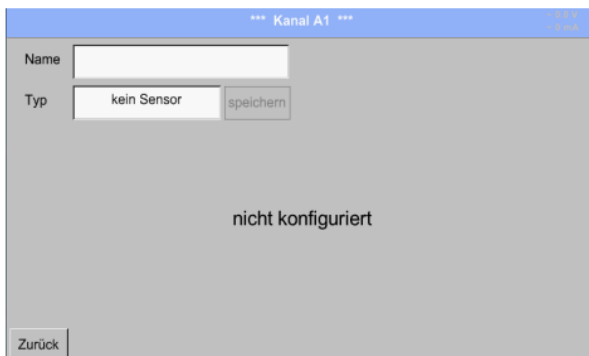 *** Kanal A1 ***
Name
Typ kein Sensor speichern
nicht konfiguriert
Zurück